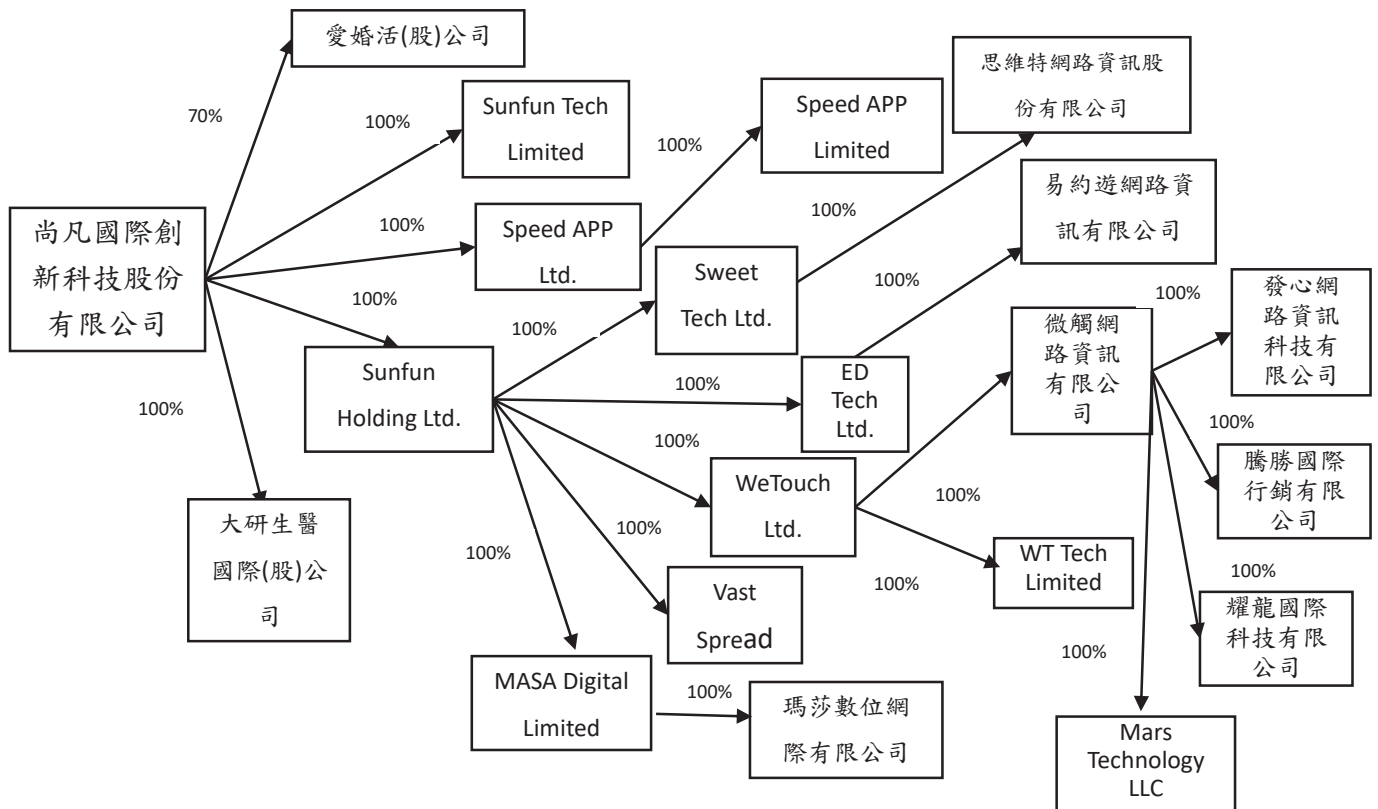 愛婚活(股)公司
思維特網路資訊股
份有限公司
70%
100%
Sunfun Tech
Limited
100%
Speed APP
Limited
易約遊網路資
訊有限公司
尚凡國際創
新科技股份
有限公司
100%
Speed APP
Ltd.
100%
Sweet
Tech Ltd.
100%
100%
發心網
路資訊
科技有
限公司
100%
100%
Sunfun
Holding Ltd.
100%
ED
Tech
Ltd.
微觸網
路資訊
有限公
司
100%
100%
100%
騰勝國際
行銷有限
公司
WeTouch
Ltd.
大研生醫
國際(股)公
司
100%
100%
100%
100%
WT Tech
Limited
100%
耀龍國際
科技有限
公司
Vast
Spread
100%
MASA Digital
Limited
100%
瑪莎數位網
際有限公司
Mars
Technology
LLC